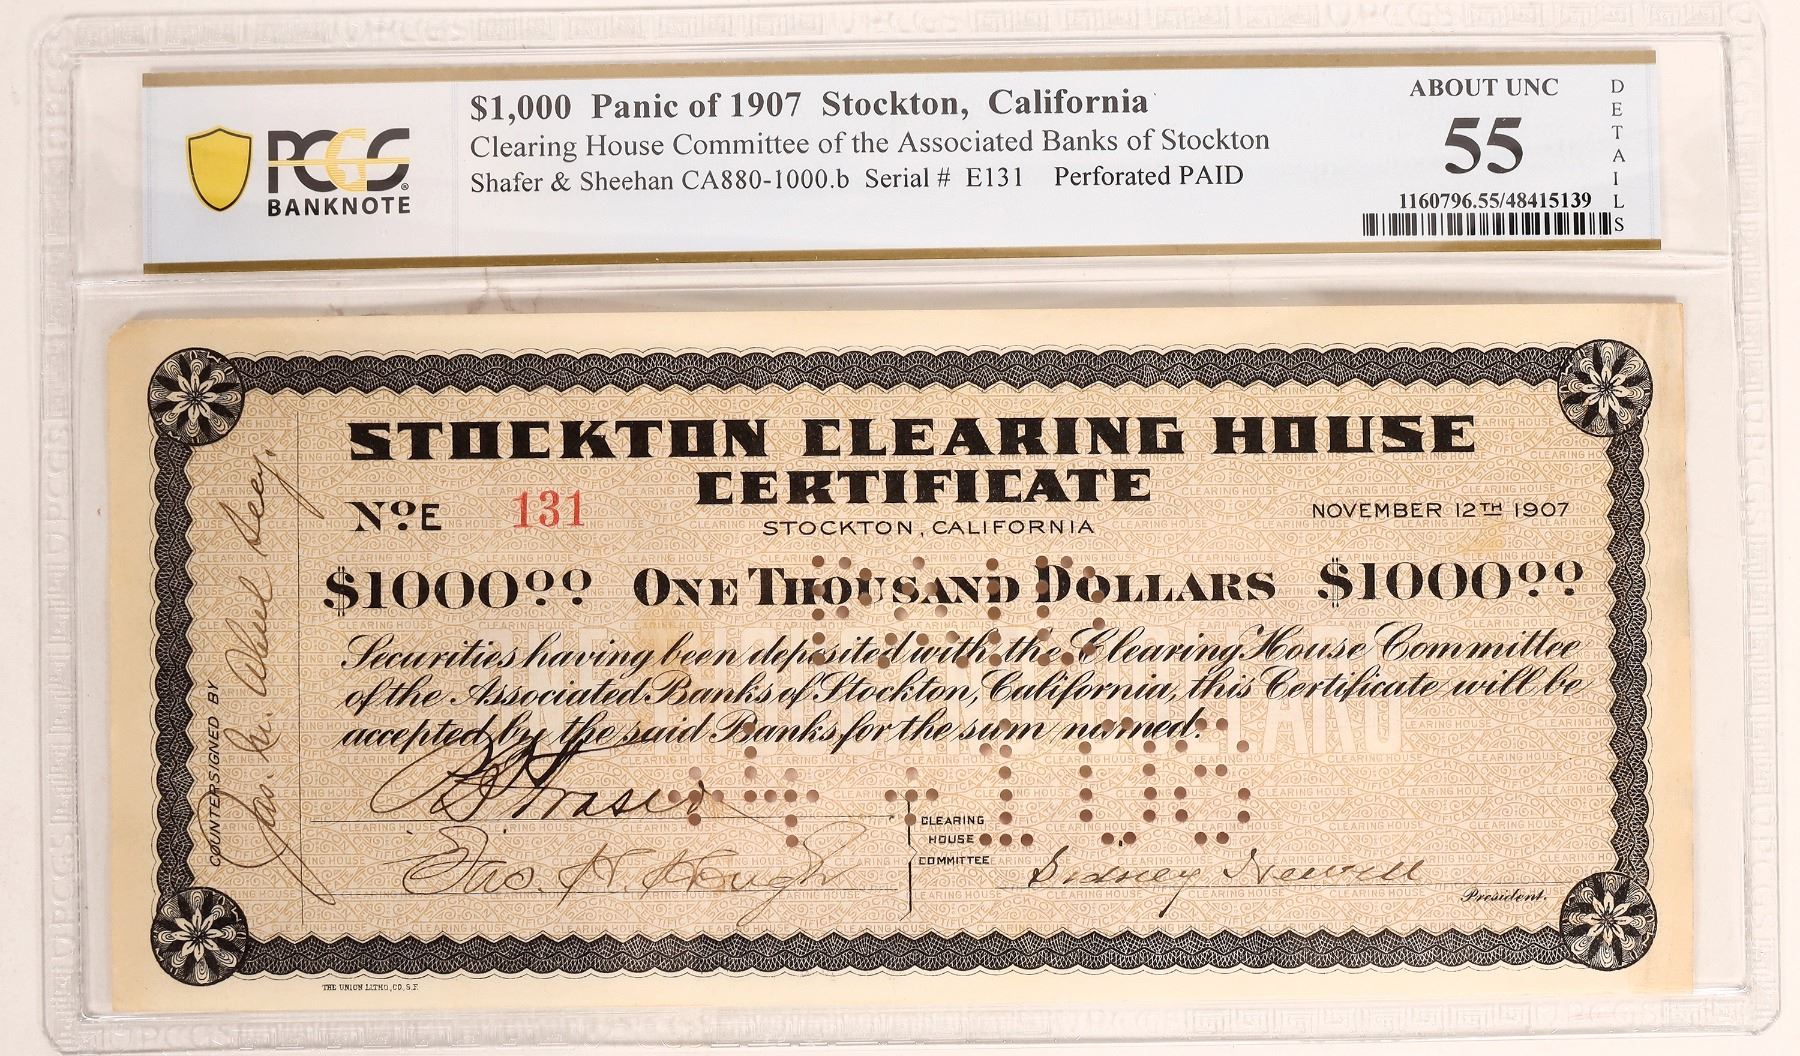 $1,000 Panic of 1907 Stockton, California
Clearing House Committee of the Associated Banks of Stockton
Shafer & Sheehan CA880-1000.b Serial # E131 Perforated PAID
PCGS
BANKNOTE
ABOUT UNC
55
DETAILS
1160796.55/48415139
STOCKTON CLEARING HOUSE
CERTIFICATE
No. E 131
STOCKTON, CALIFORNIA
NOVEMBER 12TH 1907
$1000.00 ONE THOUSAND DOLLARS $1000.00
Securities having been deposited with the Clearing House Committee
of the Associated Banks of Stockton, California, this Certificate will be
accepted by the said Banks for the sum named.
COUNTERSIGNED BY
Secy.
PAID
CLEARING
HOUSE
COMMITTEE
Sidney Newell
President.
THE UNION LITHO, CO. S.F.